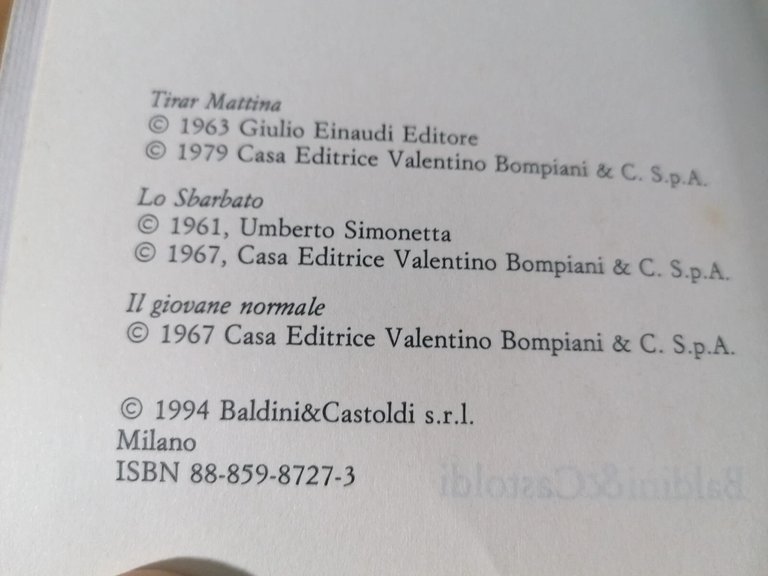 Tirar Mattina
© 1963 Giulio Einaudi Editore
© 1979 Casa Editrice Valentino Bompiani & C. S.p.A.
Lo Sbarbato
© 1961, Umberto Simonetta
© 1967, Casa Editrice Valentino Bompiani & C. S.p.A.
Il giovane normale
© 1967 Casa Editrice Valentino Bompiani & C. S.p.A.
© 1994 Baldini&Castoldi s.r.l.
Milano
ISBN 88-859-8727-3
Baldini&Castoldi